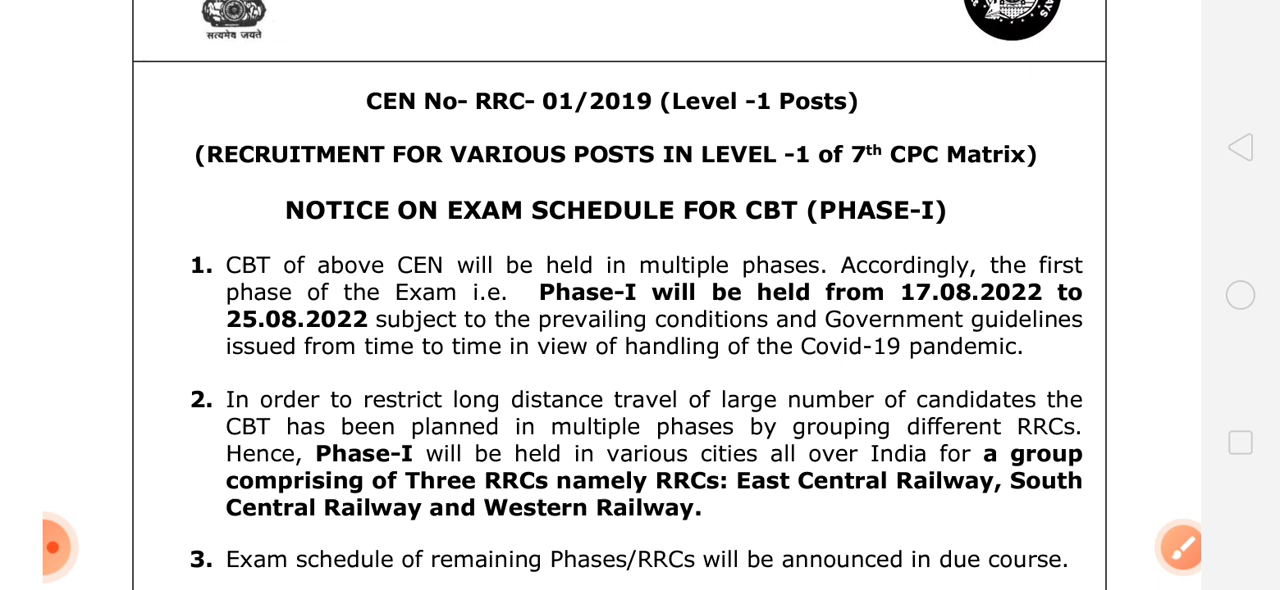 सत्यमेव जयते
CEN No- RRC- 01/2019 (Level -1 Posts)
(RECRUITMENT FOR VARIOUS POSTS IN LEVEL -1 of 7th CPC Matrix)
NOTICE ON EXAM SCHEDULE FOR CBT (PHASE-I)
1. CBT of above CEN will be held in multiple phases. Accordingly, the first
phase of the Exam i.e. Phase-I will be held from 17.08.2022 to
25.08.2022 subject to the prevailing conditions and Government guidelines
issued from time to time in view of handling of the Covid-19 pandemic.
2. In order to restrict long distance travel of large number of candidates the
CBT has been planned in multiple phases by grouping different RRCs.
Hence, Phase-I will be held in various cities all over India for a group
comprising of Three RRCs namely RRCs: East Central Railway, South
Central Railway and Western Railway.
3. Exam schedule of remaining Phases/RRCs will be announced in due course.